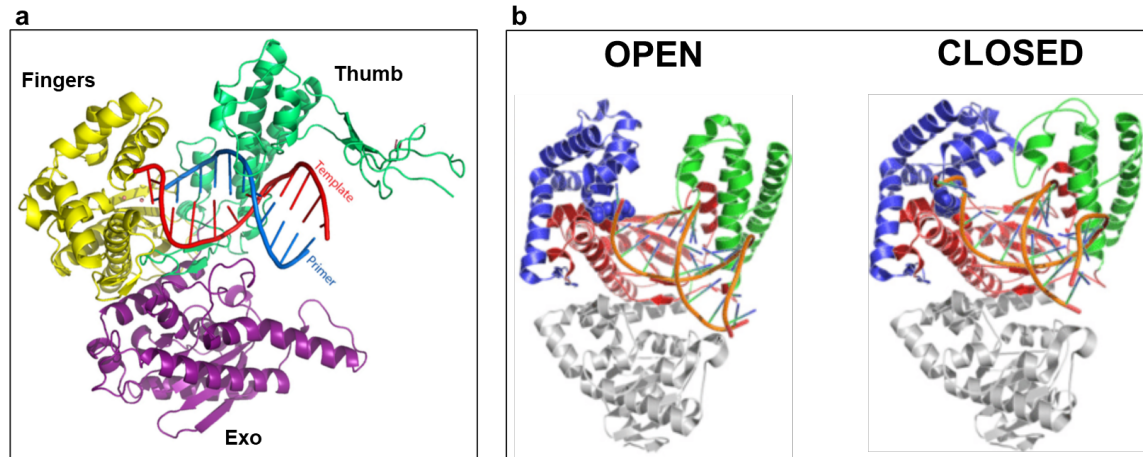 a
Fingers
Thumb
Template
Primer
Exo
b
OPEN
CLOSED